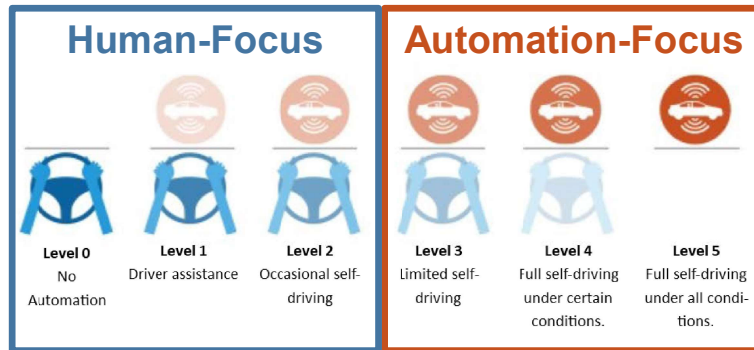 Human-Focus
Automation-Focus
Level 0
No
Automation
Level 1
Driver assistance
Level 2
Occasional self-
driving
Level 3
Limited self-
driving
Level 4
Full self-driving
under certain
conditions.
Level 5
Full self-driving
under all condi-
tions.